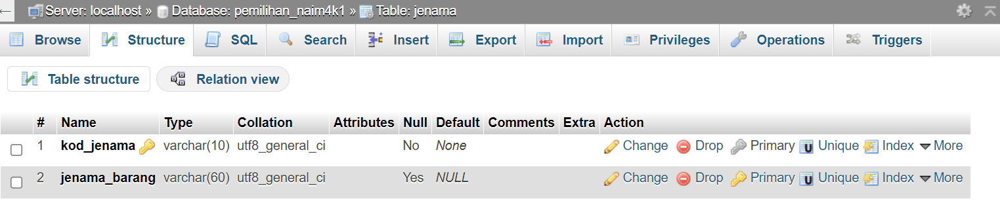 Server: localhost » Database: pemilihan_naim4k1 » Table: jenama
Browse Structure SQL Search Insert Export Import Privileges Operations Triggers
Table structure Relation view
# Name Type Collation Attributes Null Default Comments Extra Action
1 kod_jenama varchar(10) utf8_general_ci No None Change Drop Primary Unique Index More
2 jenama_barang varchar(60) utf8_general_ci Yes NULL Change Drop Primary Unique Index More